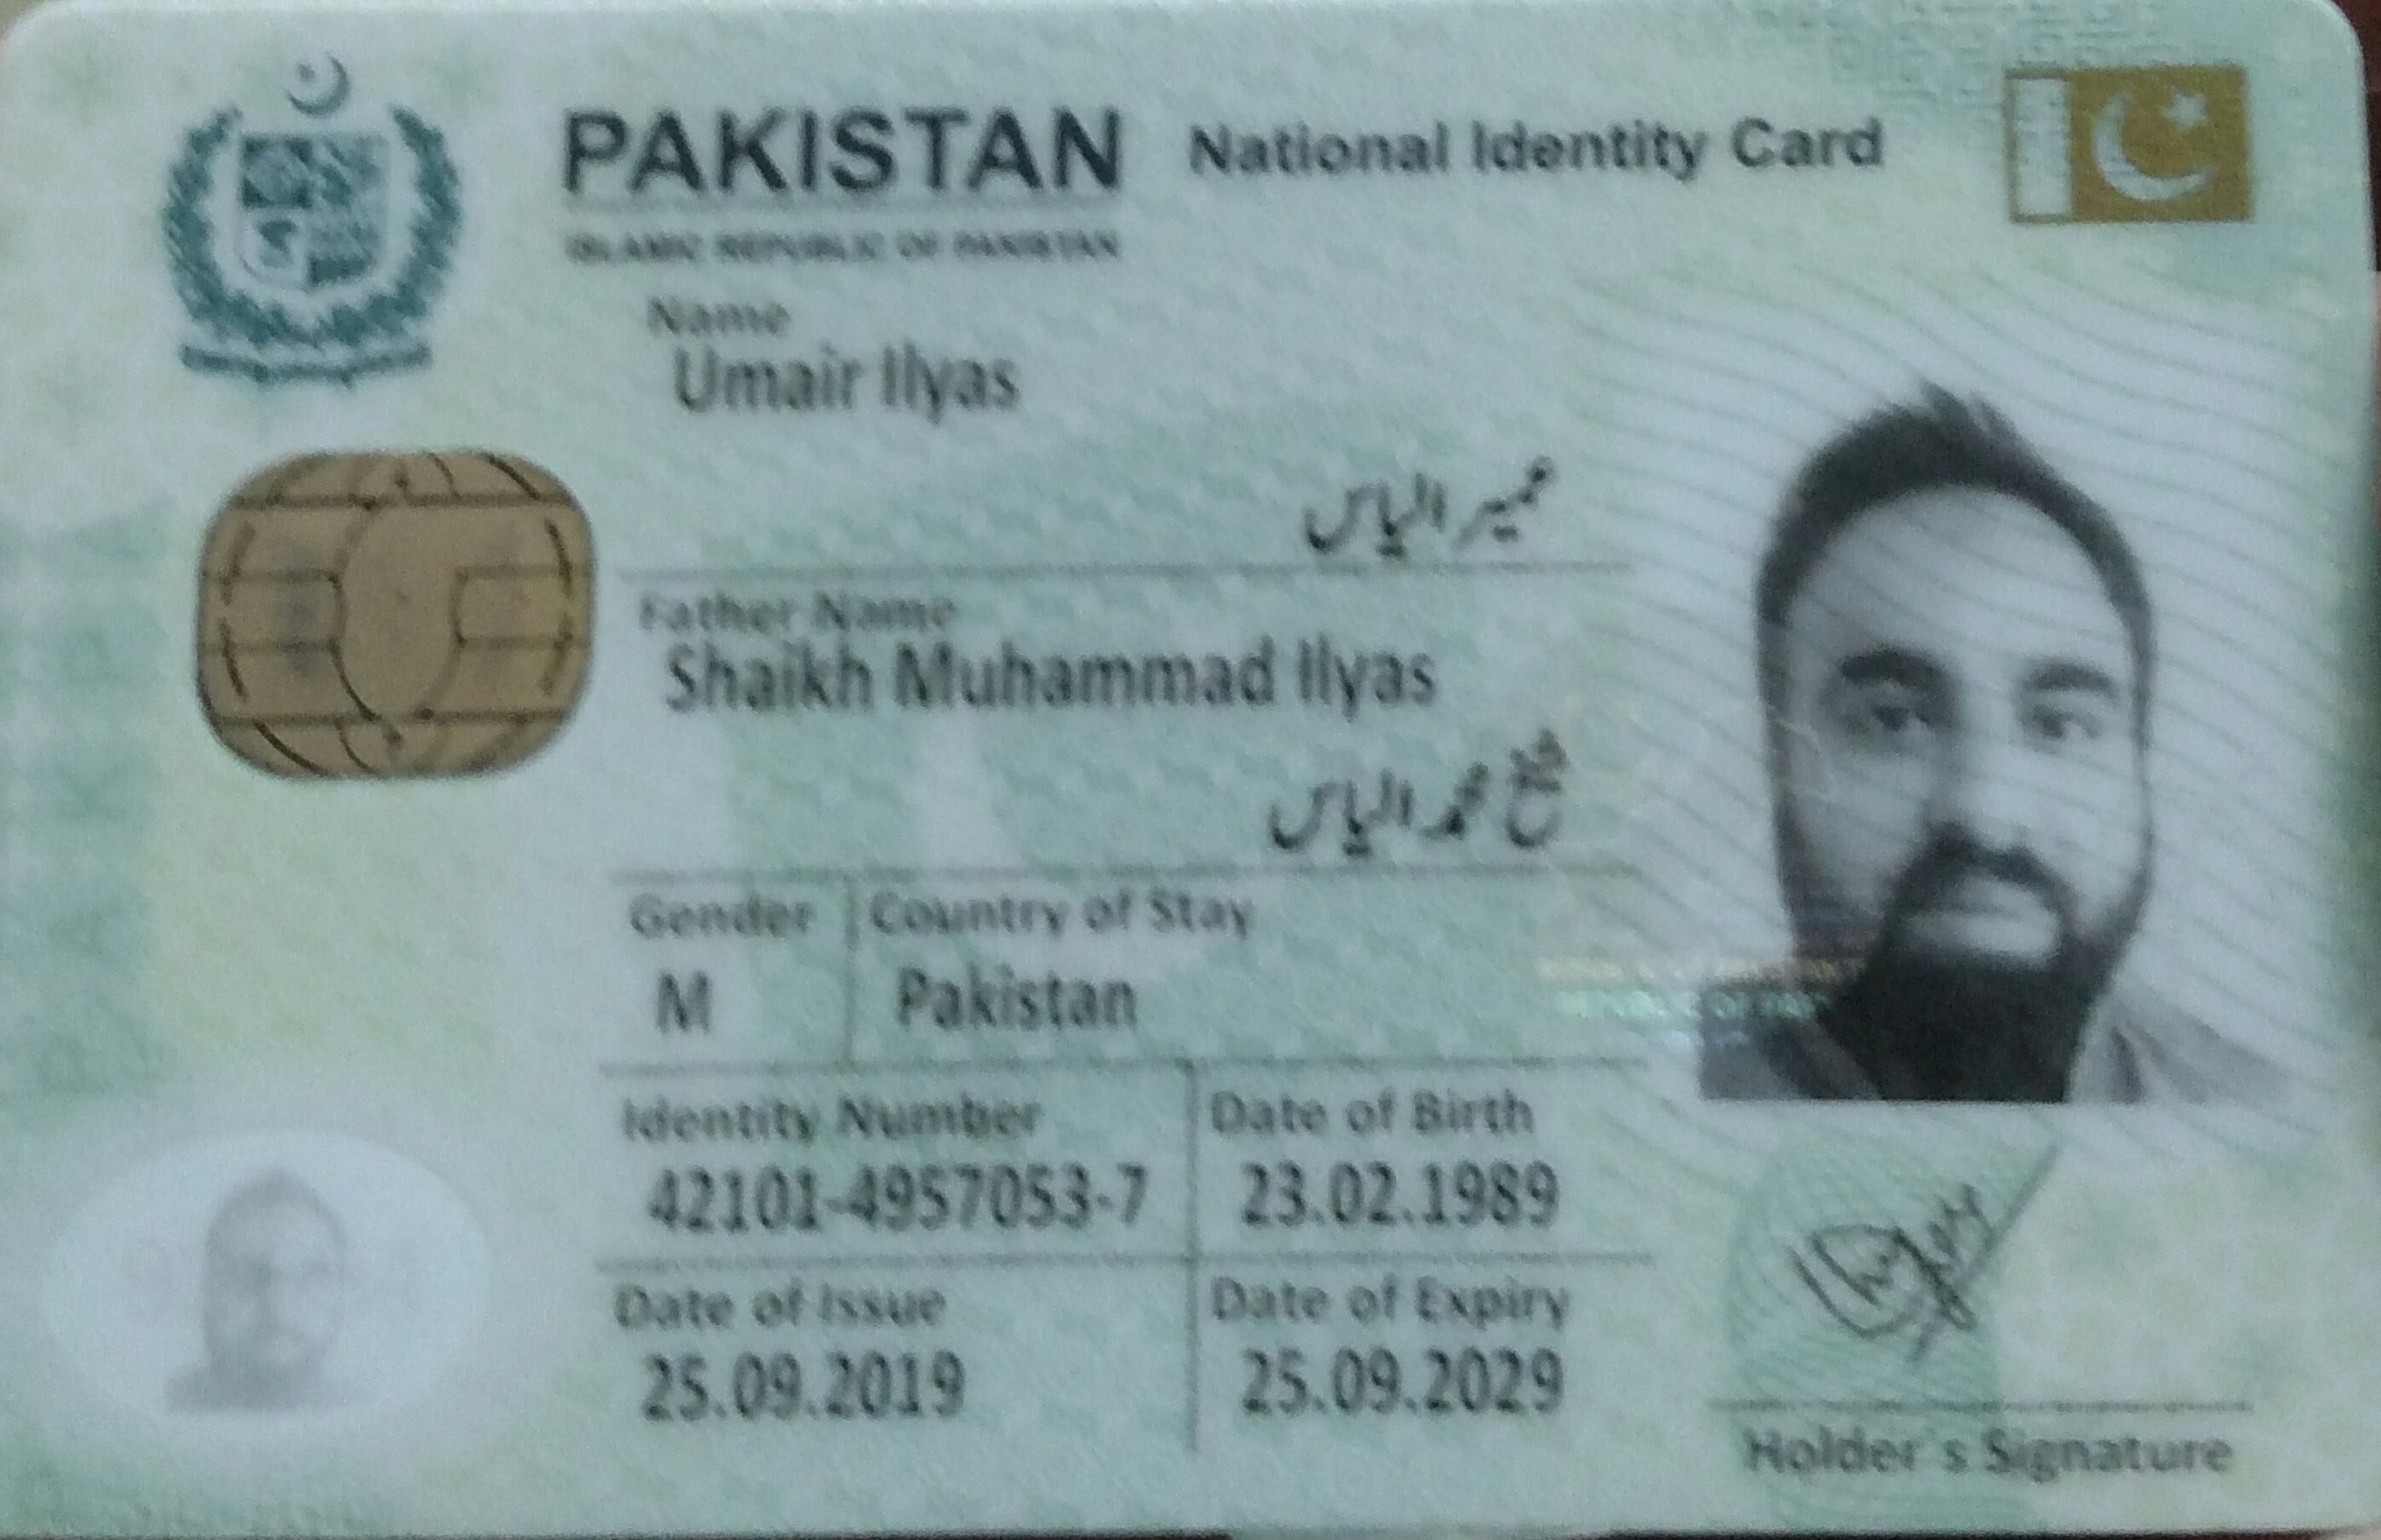 PAKISTAN National Identity Card
ISLAMIC REPUBLIC OF PAKISTAN
Name
Umair Ilyas
عمیر الیاس
Father Name
Shaikh Muhammad Ilyas
شیخ محمد الیاس
Gender Country of Stay
M Pakistan
Identity Number Date of Birth
42101-4957053-7 23.02.1989
Date of Issue Date of Expiry
25.09.2019 25.09.2029
Holder's Signature